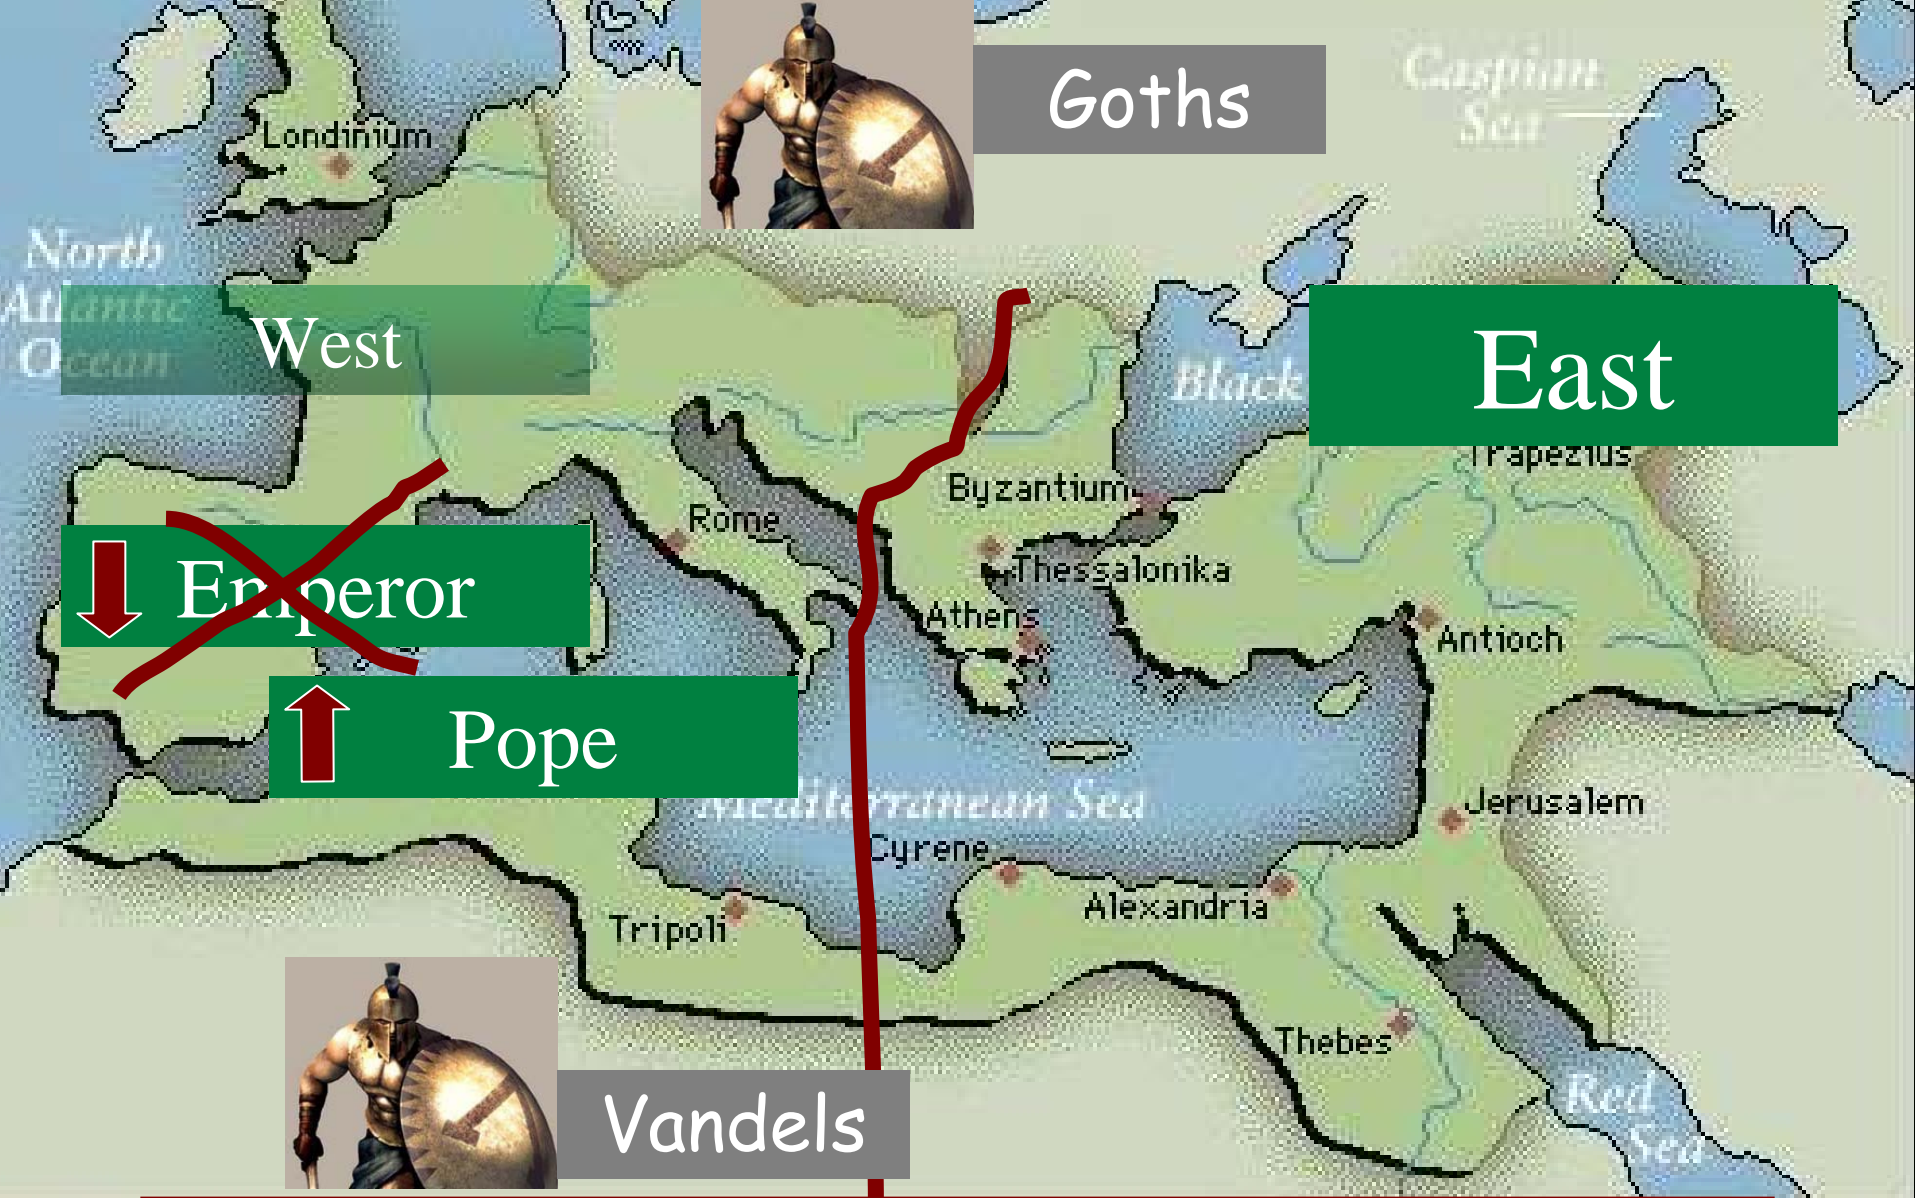 Goths
Caspian
Sea
Londinium
North
Atlantic
Ocean
West
East
Black
Trapezius
Byzantium
Rome
Thessalonika
Emperor
Athens
Antioch
Pope
Mediterranean Sea
Jerusalem
Cyrene
Alexandria
Tripoli
Thebes
Vandels
Red
Sea